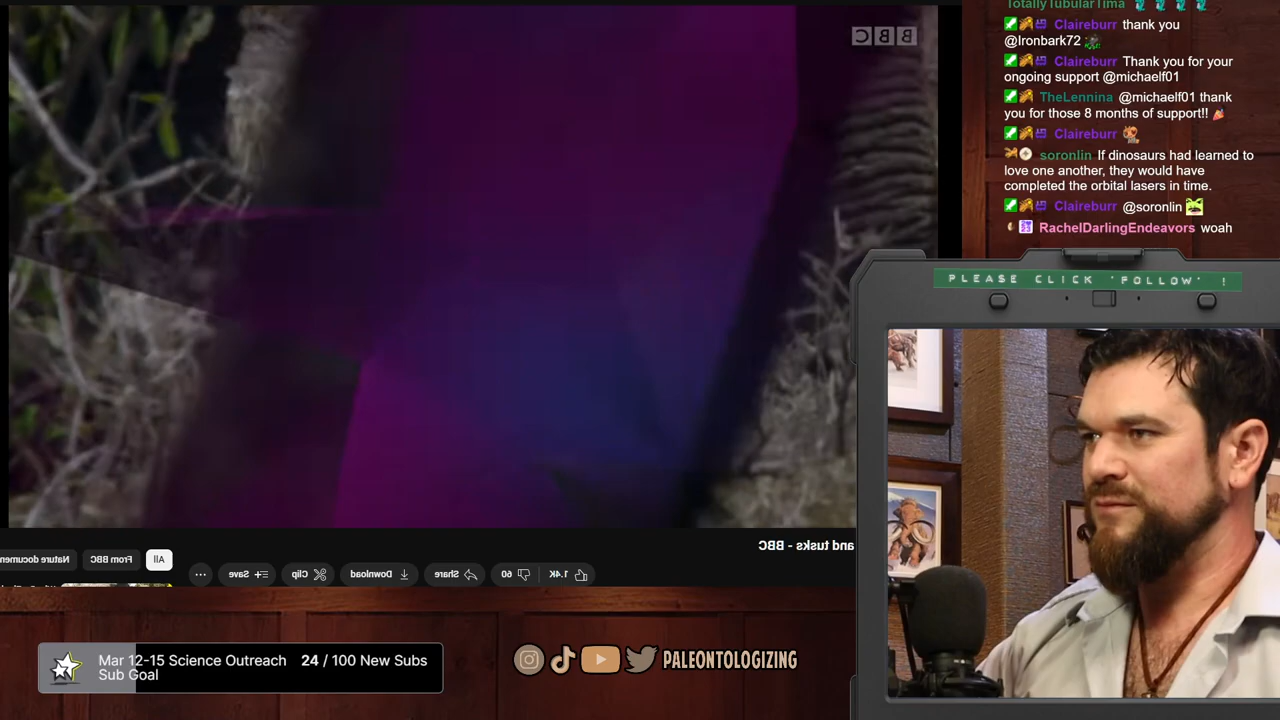 TotallyTubularTima
Claireburr thank you
@Ironbark72
Claireburr Thank you for your
ongoing support @michaelf01
TheLennina @michaelf01 thank
you for those 8 months of support!!
Claireburr
soronlin If dinosaurs had learned to
love one another, they would have
completed the orbital lasers in time.
Claireburr @soronlin
RachelDarlingEndeavors woah
BBC
PLEASE CLICK 'FOLLOW' !
and tusks - BBC
All
From BBC
Nature documen
1.4K
60
Share
Download
Clip
Save
...
Mar 12-15 Science Outreach
Sub Goal
24 / 100 New Subs
PALEONTOLOGIZING